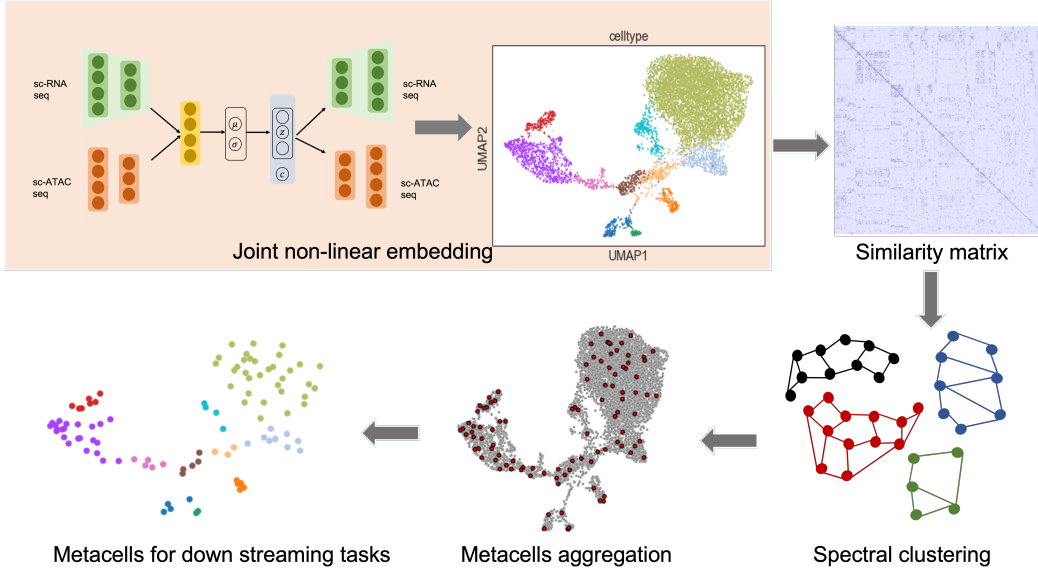 celltype
sc-RNA
seq
sc-RNA
seq
μ
σ
z
c
sc-ATAC
seq
sc-ATAC
seq
UMAP2
UMAP1
Joint non-linear embedding
Similarity matrix
Metacells for down streaming tasks
Metacells aggregation
Spectral clustering